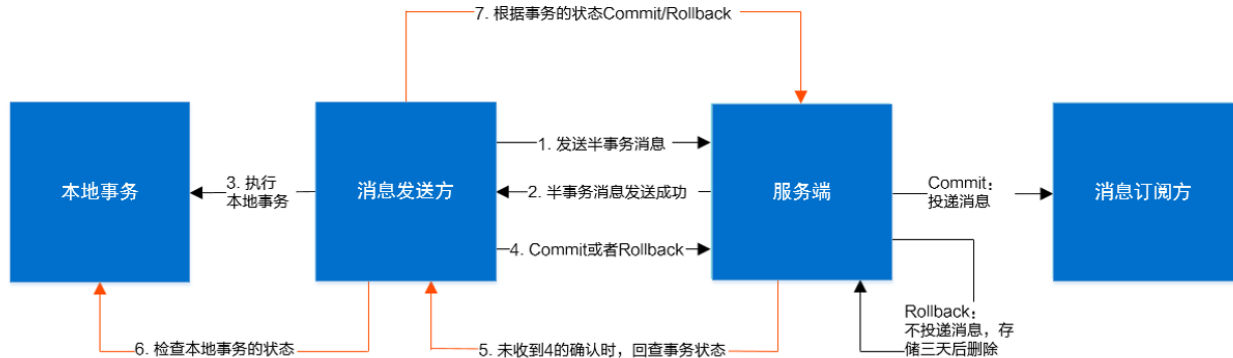 7. 根据事务的状态Commit/Rollback
本地事务
3. 执行
本地事务
消息发送方
1. 发送半事务消息
2. 半事务消息发送成功
4. Commit或者Rollback
服务端
Commit：
投递消息
消息订阅方
6. 检查本地事务的状态
5. 未收到4的确认时，回查事务状态
Rollback：
不投递消息，存
储三天后删除